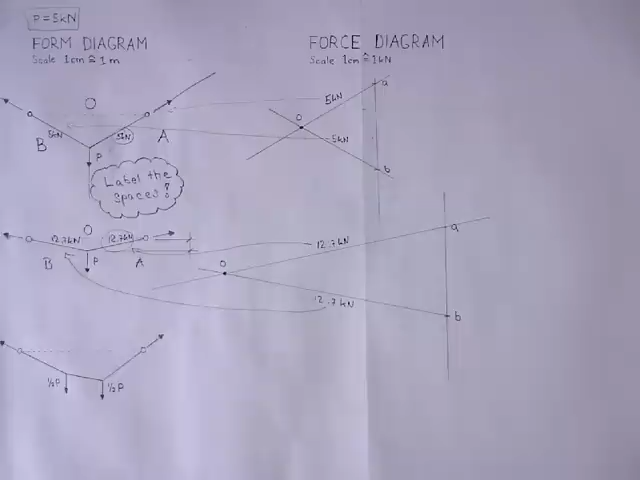 P=5kN
FORM DIAGRAM
Scale 1cm ≙ 1m
FORCE DIAGRAM
Scale 1cm ≙ 1kN
O
B
5kN
5kN
A
P
Label the
spaces!
5kN
a
O
5kN
b
O
12.7kN
12.7kN
B
P
A
12.7kN
a
O
12.7kN
b
½P
½P